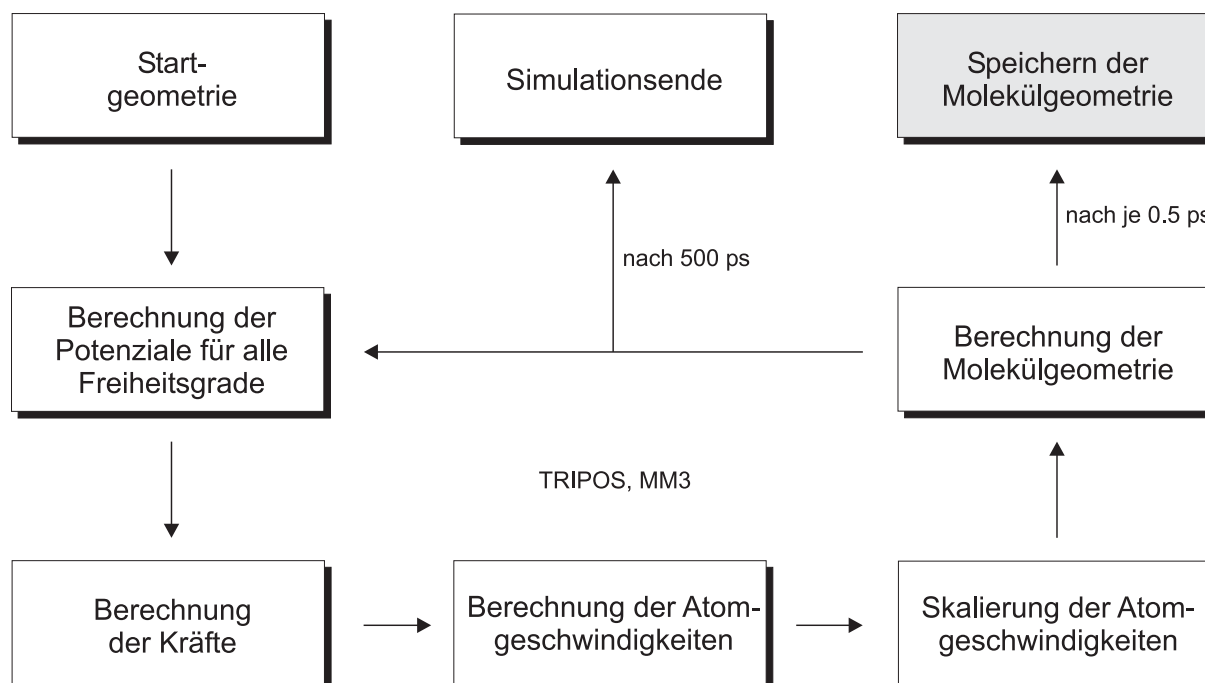 Start-
geometrie
Simulationsende
Speichern der
Molekülgeometrie
nach je 0.5 ps
nach 500 ps
Berechnung der
Potenziale für alle
Freiheitsgrade
Berechnung der
Molekülgeometrie
TRIPOS, MM3
Berechnung
der Kräfte
Berechnung der Atom-
geschwindigkeiten
Skalierung der Atom-
geschwindigkeiten